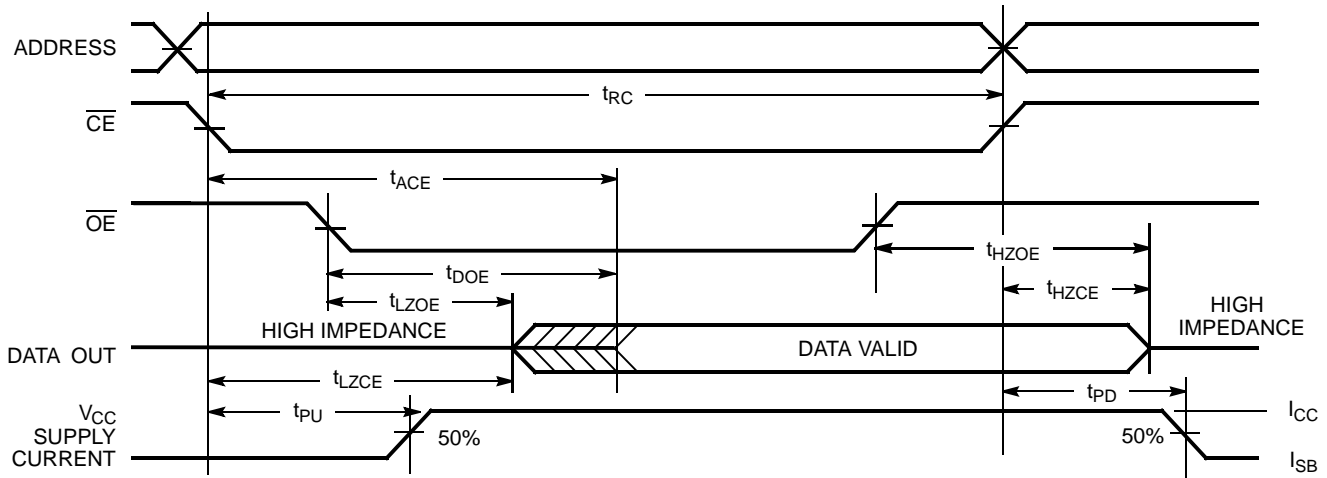 ADDRESS
tRC
CE
tACE
OE
tHZOE
tDOE
tHZCE
tLZOE
HIGH IMPEDANCE
HIGH
IMPEDANCE
DATA OUT
DATA VALID
tLZCE
tPD
tPU
VCC
SUPPLY
CURRENT
50%
50%
ICC
ISB